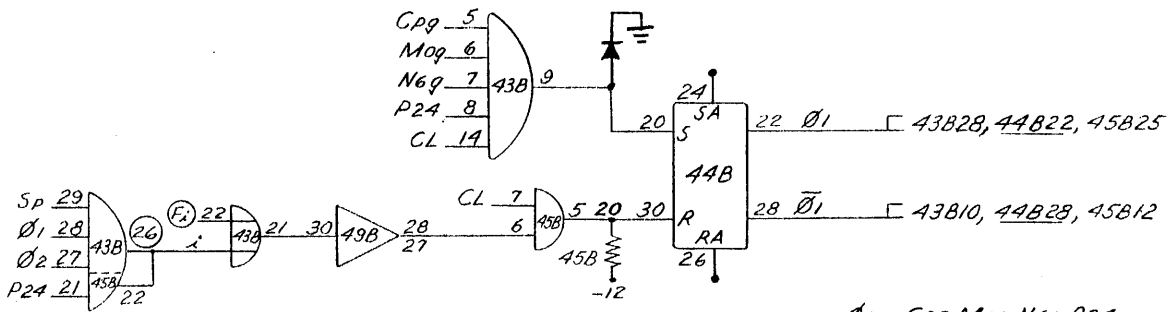 Cpg 5
Mog 6
N6g 7
P24 8
CL 14
43B
9
24
SA
20
S
22 Ø1
43B28, 44B22, 45B25
44B
Sp 29
Ø1 28
Ø2 27
P24 21
43B
45B
26
22
Fi
22
i
43B
21
30
49B
28
27
CL 7
6
45B
5
20
30
R
28 Ø̅1
43B10, 44B28, 45B12
RA
26
45B
-12